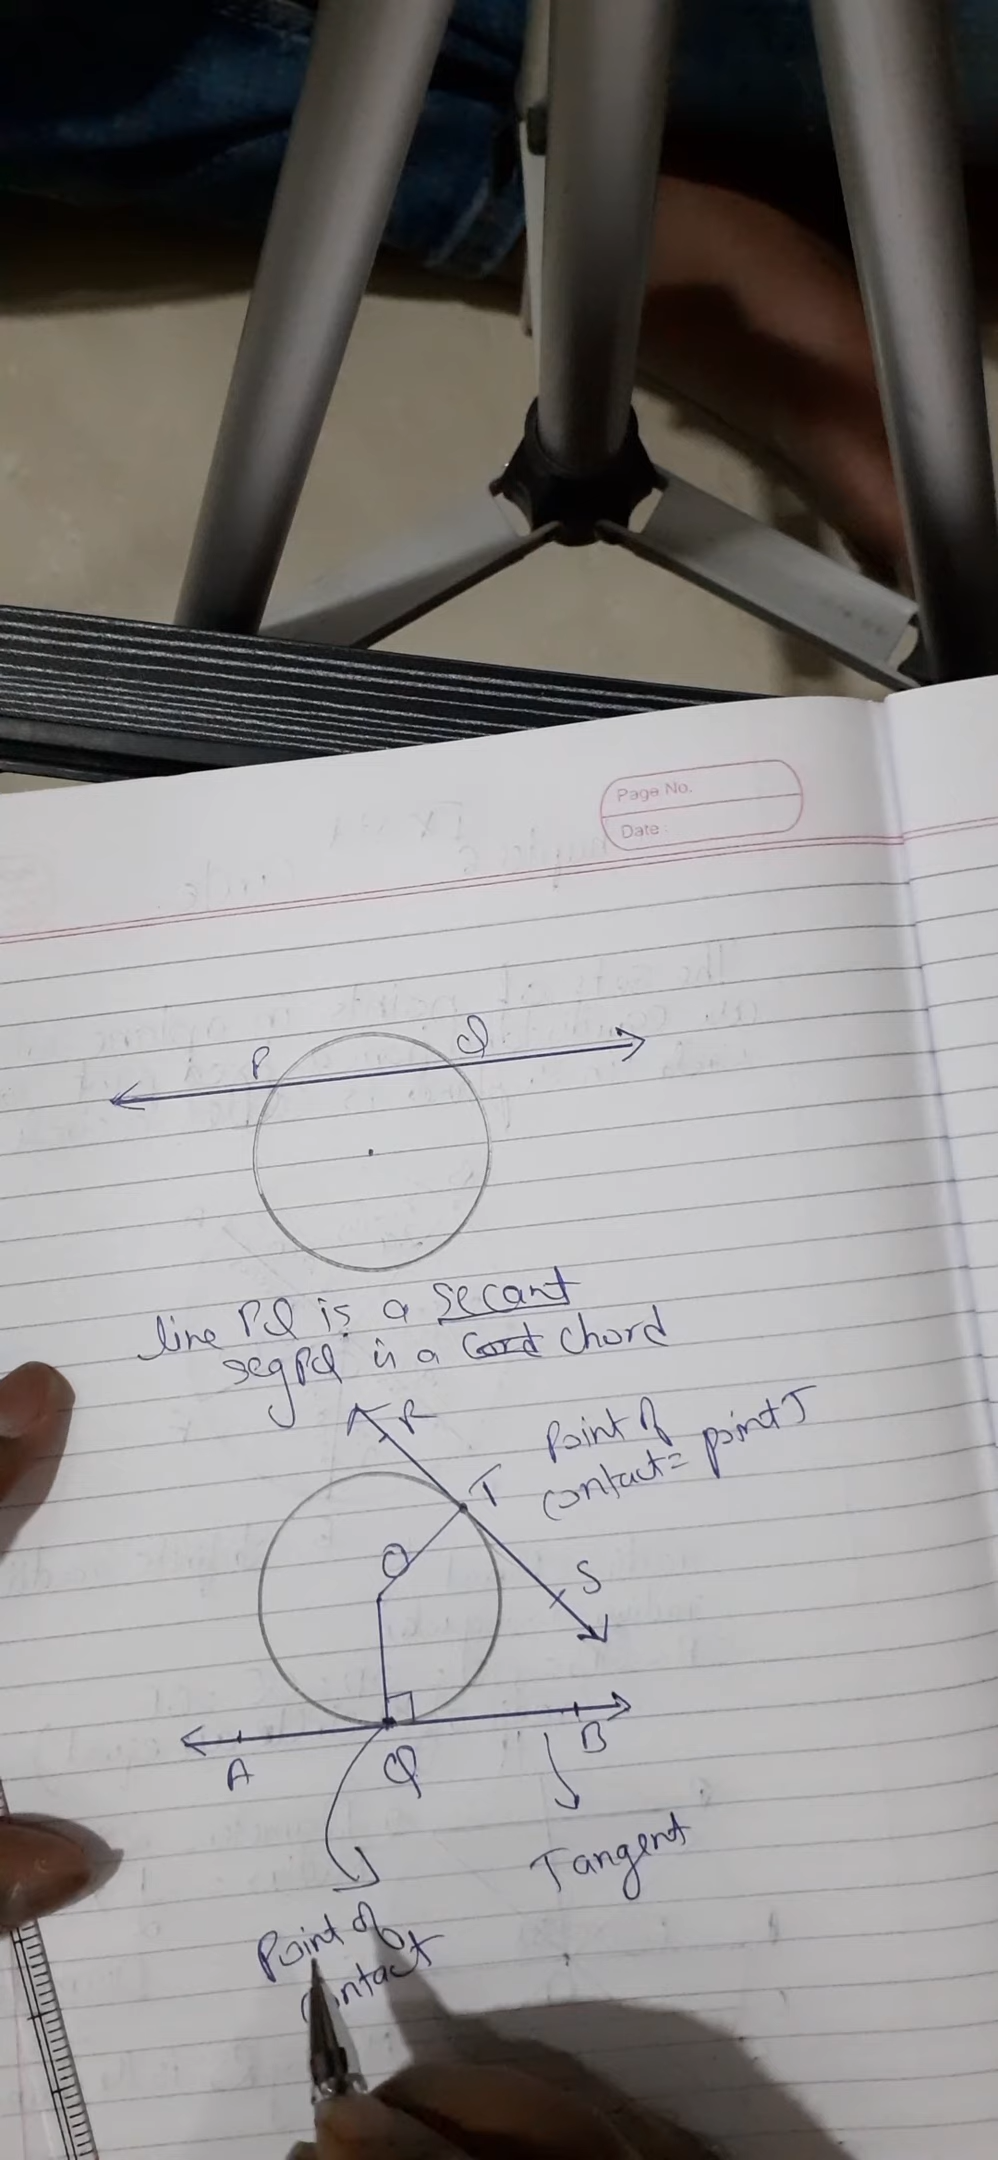 Page No.
Date :
P
Q
line PQ is a secant
seg PQ is a Cord chord
R
T
Point of
contact = point T
O
S
A
Q
B
Tangent
Point of
contact